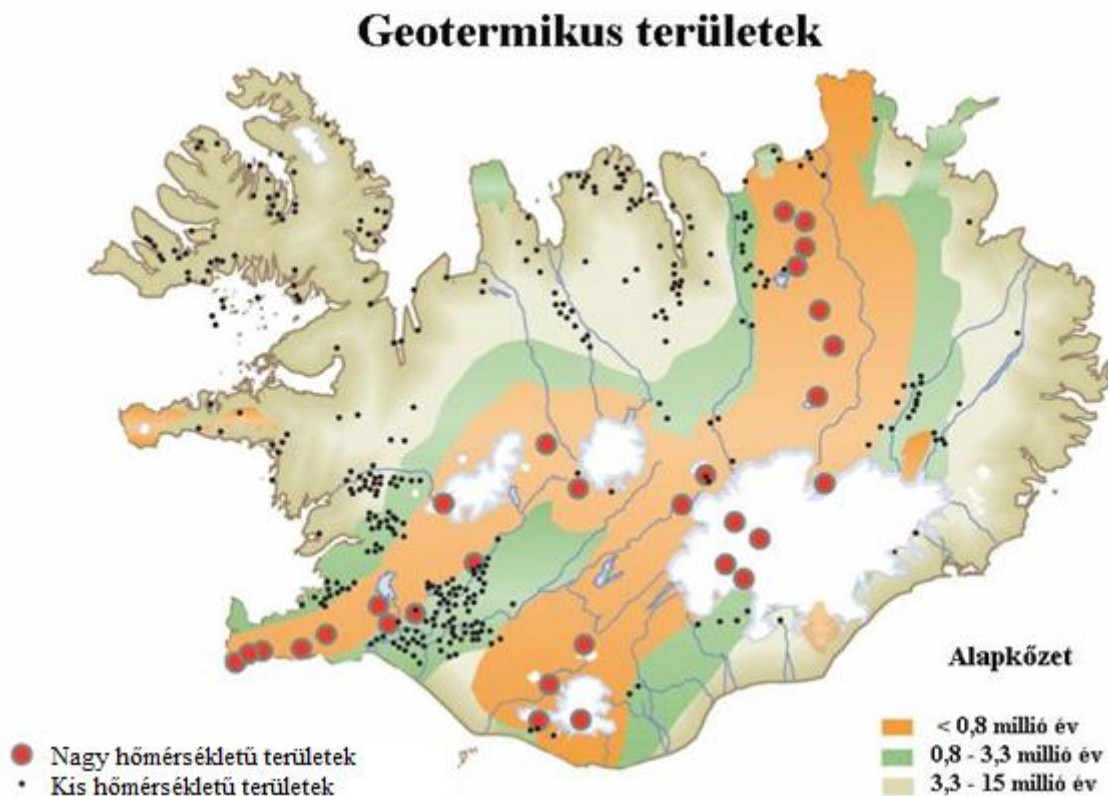 Geotermikus területek
Alapkőzet
< 0,8 millió év
0,8 - 3,3 millió év
3,3 - 15 millió év
Nagy hőmérsékletű területek
Kis hőmérsékletű területek